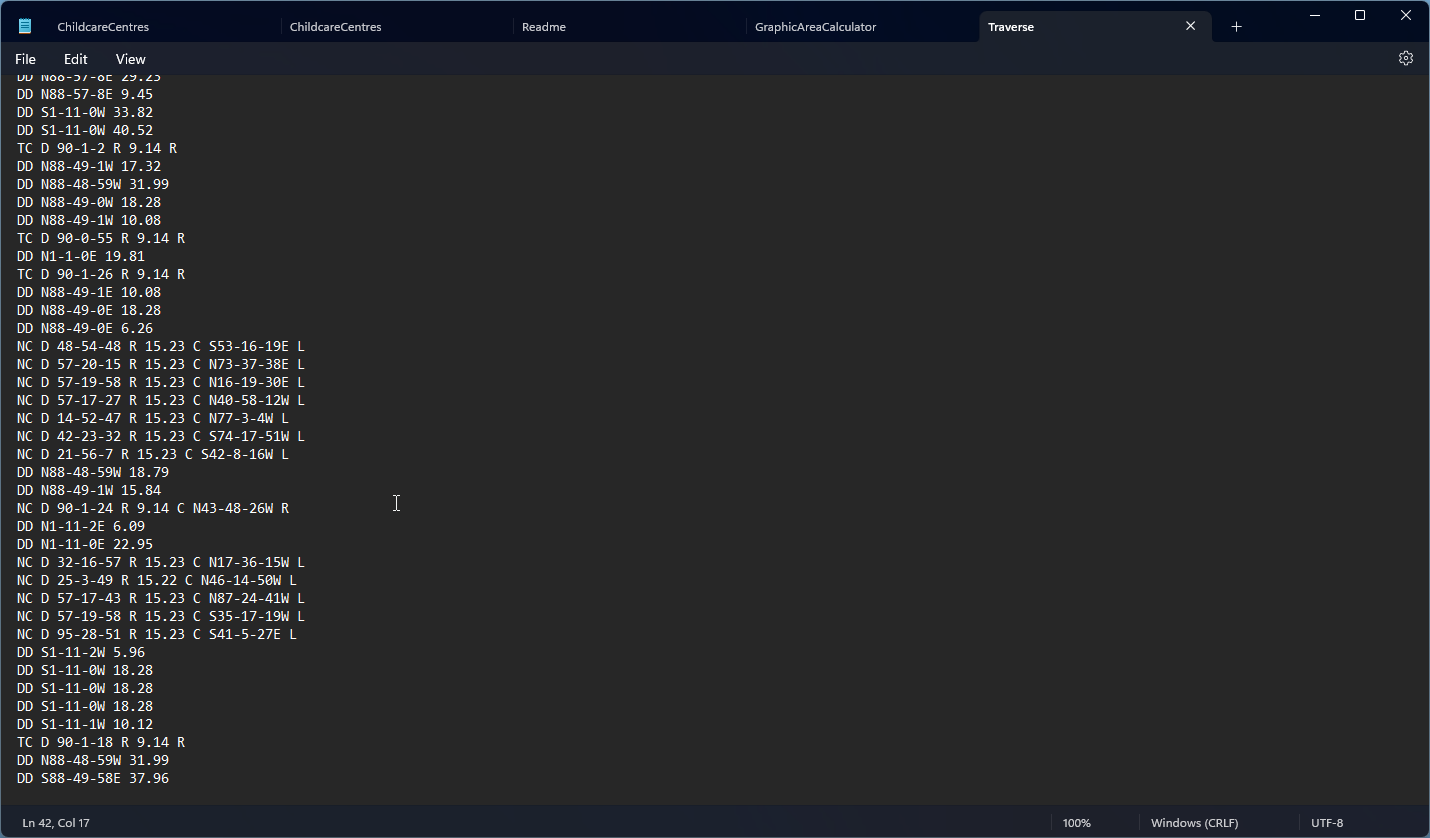 ChildcareCentres ChildcareCentres Readme GraphicAreaCalculator Traverse
File Edit View
DD N88-57-8E 29.23
DD N88-57-8E 9.45
DD S1-11-0W 33.82
DD S1-11-0W 40.52
TC D 90-1-2 R 9.14 R
DD N88-49-1W 17.32
DD N88-48-59W 31.99
DD N88-49-0W 18.28
DD N88-49-1W 10.08
TC D 90-0-55 R 9.14 R
DD N1-1-0E 19.81
TC D 90-1-26 R 9.14 R
DD N88-49-1E 10.08
DD N88-49-0E 18.28
DD N88-49-0E 6.26
NC D 48-54-48 R 15.23 C S53-16-19E L
NC D 57-20-15 R 15.23 C N73-37-38E L
NC D 57-19-58 R 15.23 C N16-19-30E L
NC D 57-17-27 R 15.23 C N40-58-12W L
NC D 14-52-47 R 15.23 C N77-3-4W L
NC D 42-23-32 R 15.23 C S74-17-51W L
NC D 21-56-7 R 15.23 C S42-8-16W L
DD N88-48-59W 18.79
DD N88-49-1W 15.84
NC D 90-1-24 R 9.14 C N43-48-26W R
DD N1-11-2E 6.09
DD N1-11-0E 22.95
NC D 32-16-57 R 15.23 C N17-36-15W L
NC D 25-3-49 R 15.22 C N46-14-50W L
NC D 57-17-43 R 15.23 C N87-24-41W L
NC D 57-19-58 R 15.23 C S35-17-19W L
NC D 95-28-51 R 15.23 C S41-5-27E L
DD S1-11-2W 5.96
DD S1-11-0W 18.28
DD S1-11-0W 18.28
DD S1-11-0W 18.28
DD S1-11-1W 10.12
TC D 90-1-18 R 9.14 R
DD N88-48-59W 31.99
DD S88-49-58E 37.96
Ln 42, Col 17 100% Windows (CRLF) UTF-8